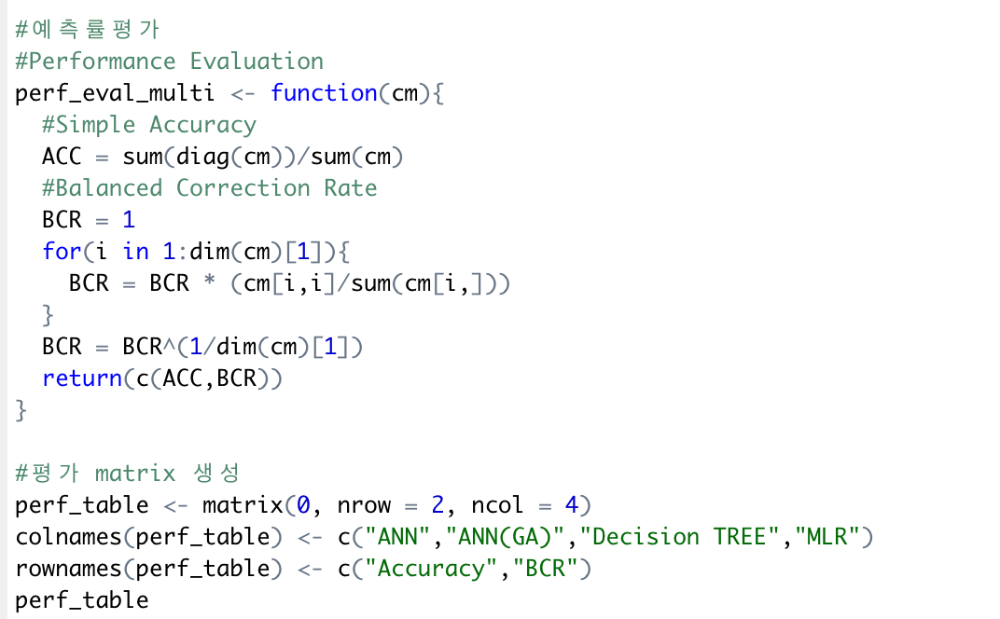 #예측률평가
#Performance Evaluation
perf_eval_multi <- function(cm){
  #Simple Accuracy
  ACC = sum(diag(cm))/sum(cm)
  #Balanced Correction Rate
  BCR = 1
  for(i in 1:dim(cm)[1]){
    BCR = BCR * (cm[i,i]/sum(cm[i,]))
  }
  BCR = BCR^(1/dim(cm)[1])
  return(c(ACC,BCR))
}
#평가 matrix 생성
perf_table <- matrix(0, nrow = 2, ncol = 4)
colnames(perf_table) <- c("ANN","ANN(GA)","Decision TREE","MLR")
rownames(perf_table) <- c("Accuracy","BCR")
perf_table